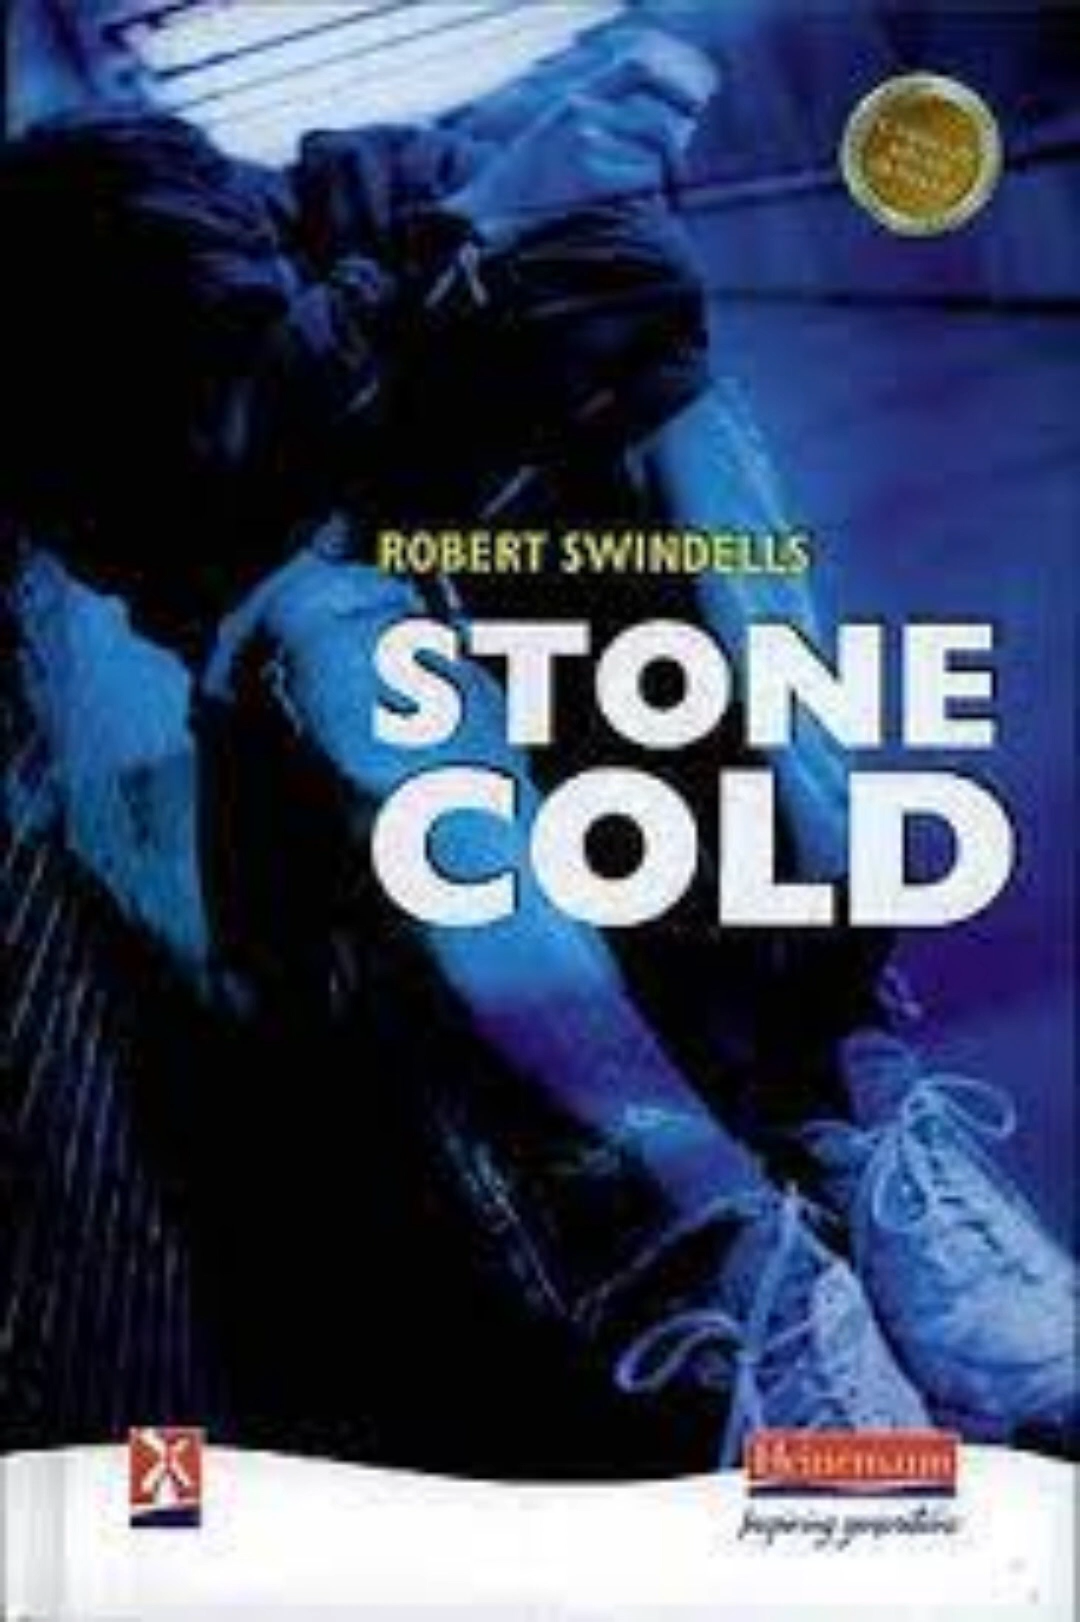 ROBERT SWINDELLS
STONE
COLD
Heinemann
Inspiring generations